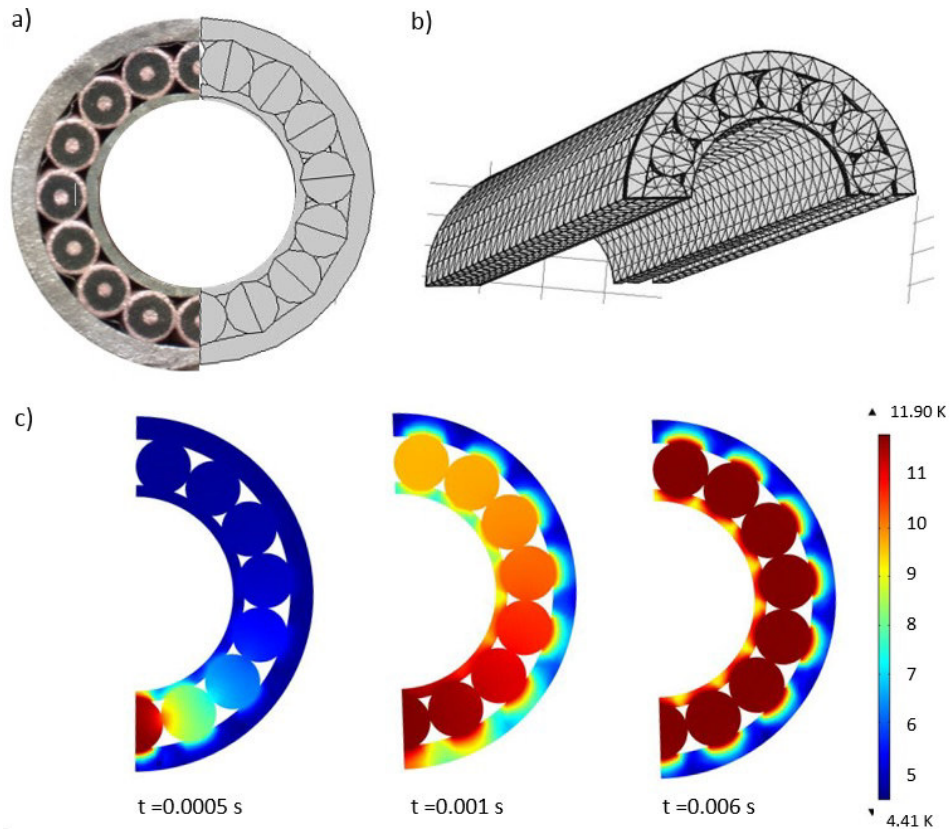 a)
b)
c)
11.90 K
11
10
9
8
7
6
5
4.41 K
t =0.0005 s
t =0.001 s
t =0.006 s